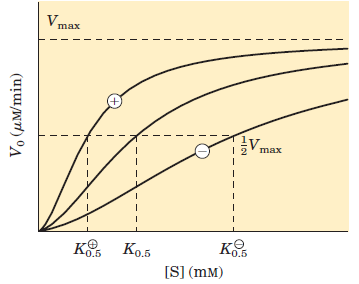 Vmax
+
−
½Vmax
V0 (μM/min)
K0.5⊕ K0.5 K0.5⊖
[S] (mM)